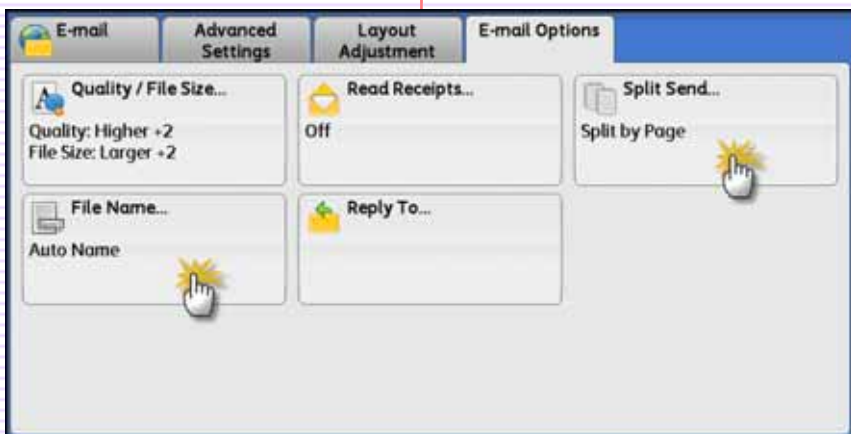 E-mail
Advanced
Settings
Layout
Adjustment
E-mail Options
Quality / File Size...
Quality: Higher +2
File Size: Larger +2
Read Receipts...
Off
Split Send...
Split by Page
File Name...
Auto Name
Reply To...